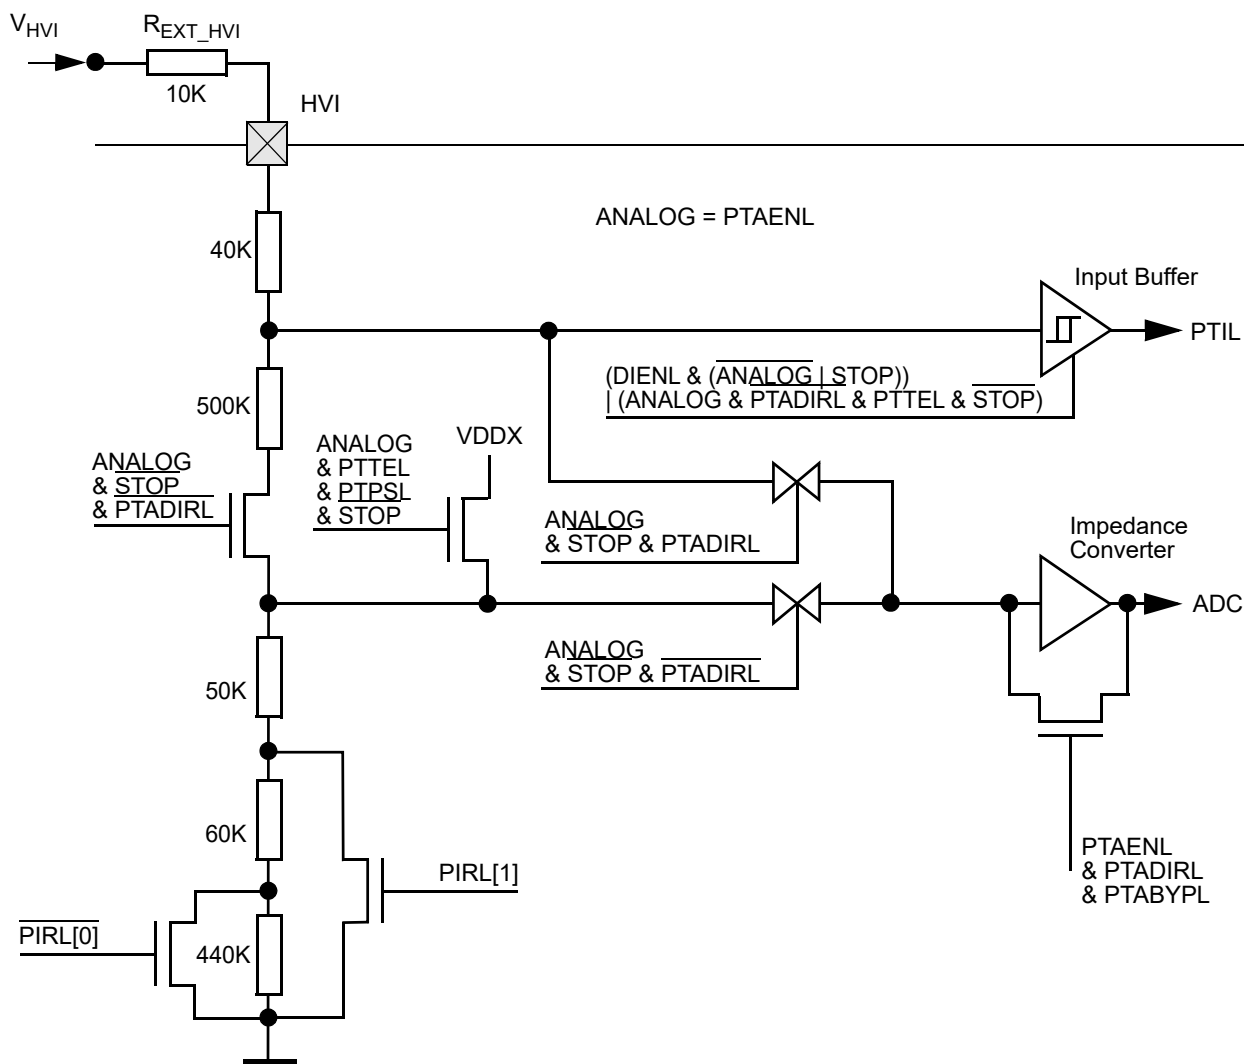 V_HVI
R_EXT_HVI
10K
HVI
40K
ANALOG = PTAENL
Input Buffer
PTIL
(DIENL & (ANALOG | STOP))
| (ANALOG & PTADIRL & PTTEL & STOP)
500K
VDDX
ANALOG
& STOP
& PTADIRL
ANALOG
& PTTEL
& PTPSL
& STOP
ANALOG
& STOP & PTADIRL
Impedance
Converter
ADC
ANALOG
& STOP & PTADIRL
50K
60K
PIRL[1]
PTAENL
& PTADIRL
& PTABYPL
PIRL[0]
440K